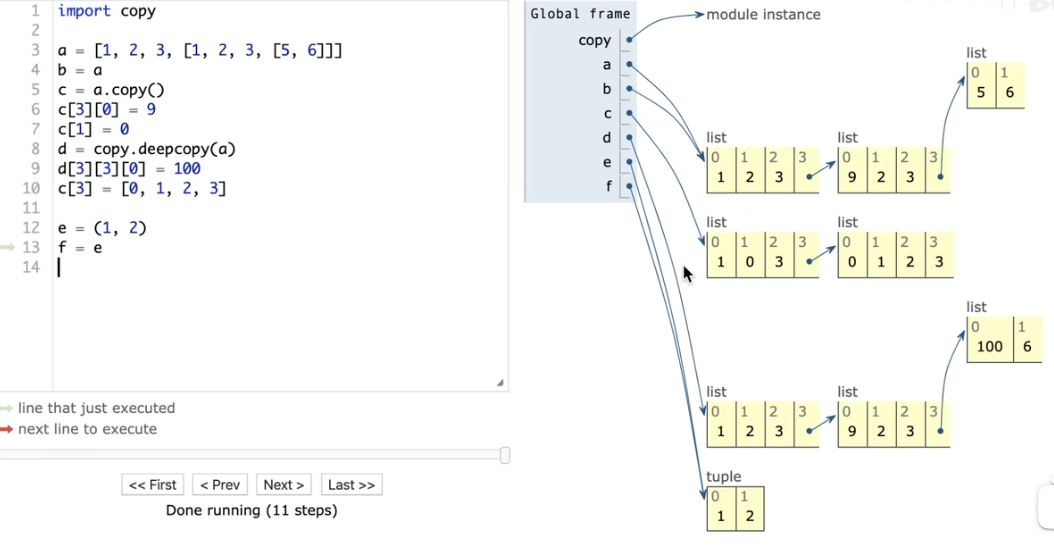 1 import copy
2
3 a = [1, 2, 3, [1, 2, 3, [5, 6]]]
4 b = a
5 c = a.copy()
6 c[3][0] = 9
7 c[1] = 0
8 d = copy.deepcopy(a)
9 d[3][3][0] = 100
10 c[3] = [0, 1, 2, 3]
11
12 e = (1, 2)
13 f = e
14
line that just executed
next line to execute
<< First < Prev Next > Last >>
Done running (11 steps)
Global frame
copy
a
b
c
d
e
f
module instance
list
0 1
5 6
list list
0 1 2 3 0 1 2 3
1 2 3 9 2 3
list list
0 1 2 3 0 1 2 3
1 0 3 0 1 2 3
list
0 1
100 6
list list
0 1 2 3 0 1 2 3
1 2 3 9 2 3
tuple
0 1
1 2